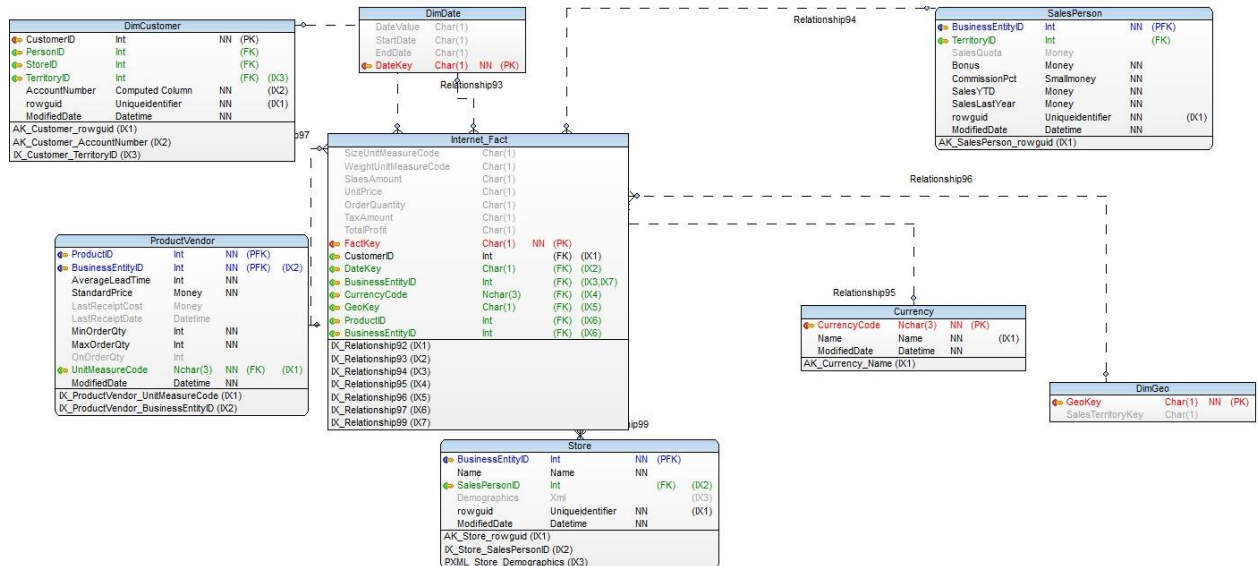 DimCustomer
CustomerID Int NN (PK)
PersonID Int (FK)
StoreID Int (FK)
TerritoryID Int (FK) (IX3)
AccountNumber Computed Column NN (IX2)
rowguid Uniqueidentifier NN (IX1)
ModifiedDate Datetime NN
AK_Customer_rowguid (IX1)
AK_Customer_AccountNumber (IX2)
IX_Customer_TerritoryID (IX3)
DimDate
DateValue Char(1)
StartDate Char(1)
EndDate Char(1)
DateKey Char(1) NN (PK)
Relationship93
Relationship94
SalesPerson
BusinessEntityID Int NN (PFK)
TerritoryID Int (FK)
SalesQuota Money
Bonus Money NN
CommissionPct Smallmoney NN
SalesYTD Money NN
SalesLastYear Money NN
rowguid Uniqueidentifier NN (IX1)
ModifiedDate Datetime NN
AK_SalesPerson_rowguid (IX1)
ip97
Internet_Fact
SizeUnitMeasureCode Char(1)
WeightUnitMeasureCode Char(1)
SlaesAmount Char(1)
UnitPrice Char(1)
OrderQuantity Char(1)
TaxAmount Char(1)
TotalProfit Char(1)
FactKey Char(1) NN (PK)
CustomerID Int (FK) (IX1)
DateKey Char(1) (FK) (IX2)
BusinessEntityID Int (FK) (IX3,IX7)
CurrencyCode Nchar(3) (FK) (IX4)
GeoKey Char(1) (FK) (IX5)
ProductID Int (FK) (IX6)
BusinessEntityID Int (FK) (IX6)
IX_Relationship92 (IX1)
IX_Relationship93 (IX2)
IX_Relationship94 (IX3)
IX_Relationship95 (IX4)
IX_Relationship96 (IX5)
IX_Relationship97 (IX6)
IX_Relationship99 (IX7)
Relationship96
ProductVendor
ProductID Int NN (PFK)
BusinessEntityID Int NN (PFK) (IX2)
AverageLeadTime Int NN
StandardPrice Money NN
LastReceiptCost Money
LastReceiptDate Datetime
MinOrderQty Int NN
MaxOrderQty Int NN
OnOrderQty Int
UnitMeasureCode Nchar(3) NN (FK) (IX1)
ModifiedDate Datetime NN
IX_ProductVendor_UnitMeasureCode (IX1)
IX_ProductVendor_BusinessEntityID (IX2)
Relationship95
Currency
CurrencyCode Nchar(3) NN (PK)
Name Name NN (IX1)
ModifiedDate Datetime NN
AK_Currency_Name (IX1)
DimGeo
GeoKey Char(1) NN (PK)
SalesTerritoryKey Char(1)
ip99
Store
BusinessEntityID Int NN (PFK)
Name Name NN
SalesPersonID Int (FK) (IX2)
Demographics Xml (IX3)
rowguid Uniqueidentifier NN (IX1)
ModifiedDate Datetime NN
AK_Store_rowguid (IX1)
IX_Store_SalesPersonID (IX2)
PXML_Store_Demographics (IX3)